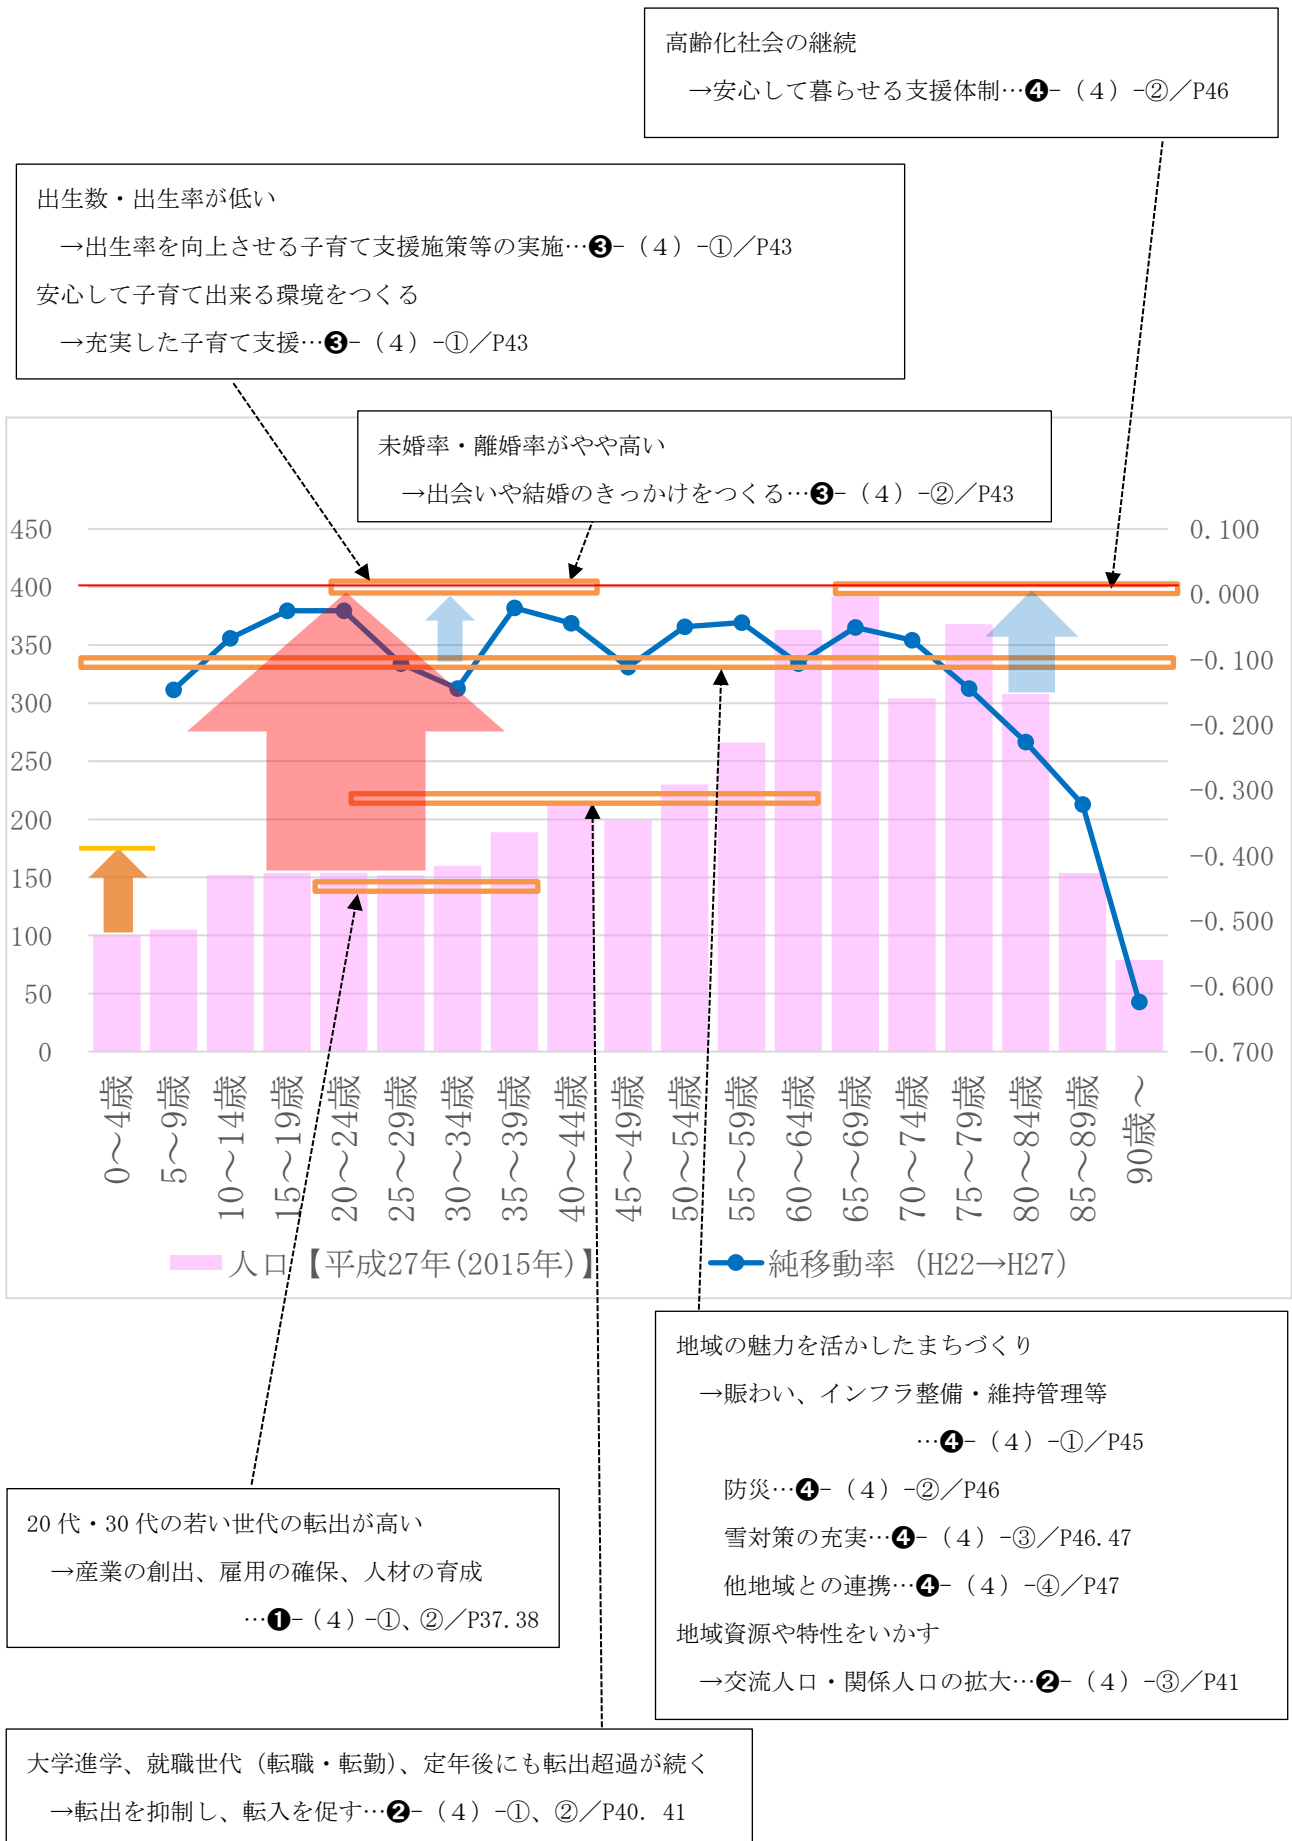 高齢化社会の継続
→安心して暮らせる支援体制…❹-（４）-②／P46
出生数・出生率が低い
→出生率を向上させる子育て支援施策等の実施…❸-（４）-①／P43
安心して子育て出来る環境をつくる
→充実した子育て支援…❸-（４）-①／P43
未婚率・離婚率がやや高い
→出会いや結婚のきっかけをつくる…❸-（４）-②／P43
450
400
350
300
250
200
150
100
50
0
0.100
0.000
-0.100
-0.200
-0.300
-0.400
-0.500
-0.600
-0.700
0～4歳
5～9歳
10～14歳
15～19歳
20～24歳
25～29歳
30～34歳
35～39歳
40～44歳
45～49歳
50～54歳
55～59歳
60～64歳
65～69歳
70～74歳
75～79歳
80～84歳
85～89歳
90歳～
人口【平成27年(2015年)】
純移動率（H22→H27）
地域の魅力を活かしたまちづくり
→賑わい、インフラ整備・維持管理等
…❹-（４）-①／P45
防災…❹-（４）-②／P46
雪対策の充実…❹-（４）-③／P46.47
他地域との連携…❹-（４）-④／P47
地域資源や特性をいかす
→交流人口・関係人口の拡大…❷-（４）-③／P41
20代・30代の若い世代の転出が高い
→産業の創出、雇用の確保、人材の育成
…❶-（４）-①、②／P37.38
大学進学、就職世代（転職・転勤）、定年後にも転出超過が続く
→転出を抑制し、転入を促す…❷-（４）-①、②／P40. 41